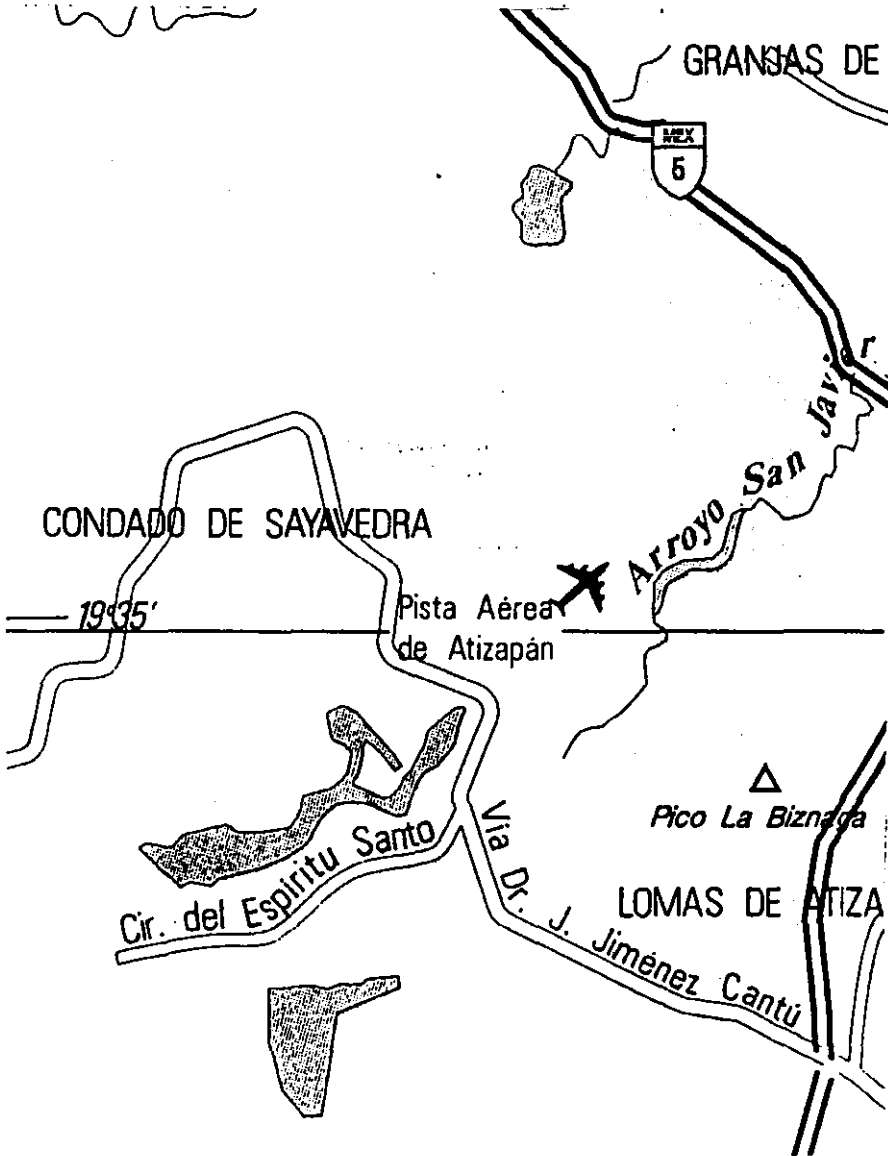 GRANJAS DE
MEX
5
Arroyo San Javier
CONDADO DE SAYAVEDRA
19°35'
Pista Aérea
de Atizapán
Pico La Biznaga
Cir. del Espiritu Santo
Vía Dr. J. Jiménez Cantú
LOMAS DE ATIZA